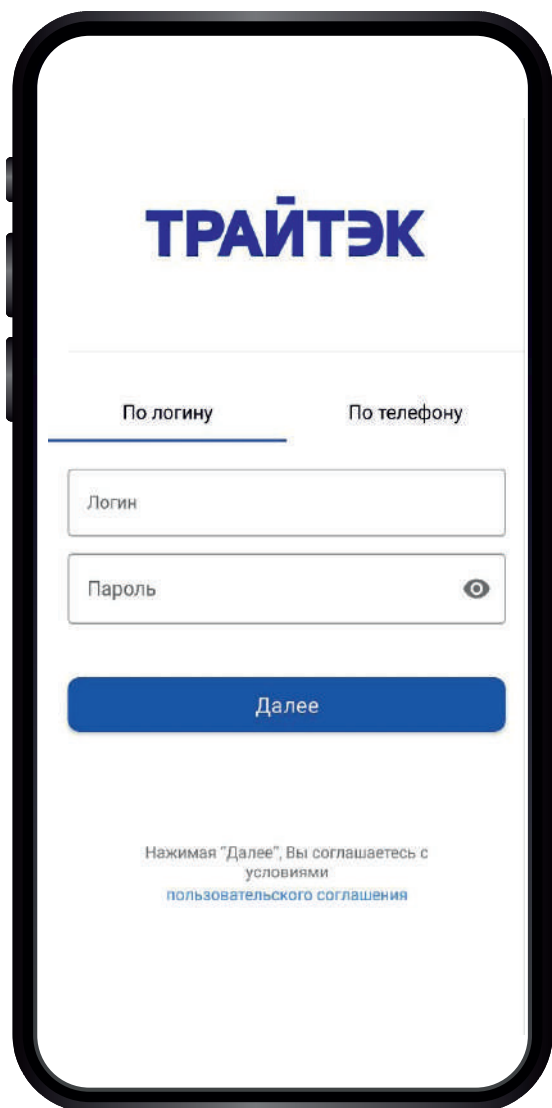 ТРАЙТЭК
По логину
По телефону
Логин
Пароль
Далее
Нажимая "Далее", Вы соглашаетесь с
условиями
пользовательского соглашения